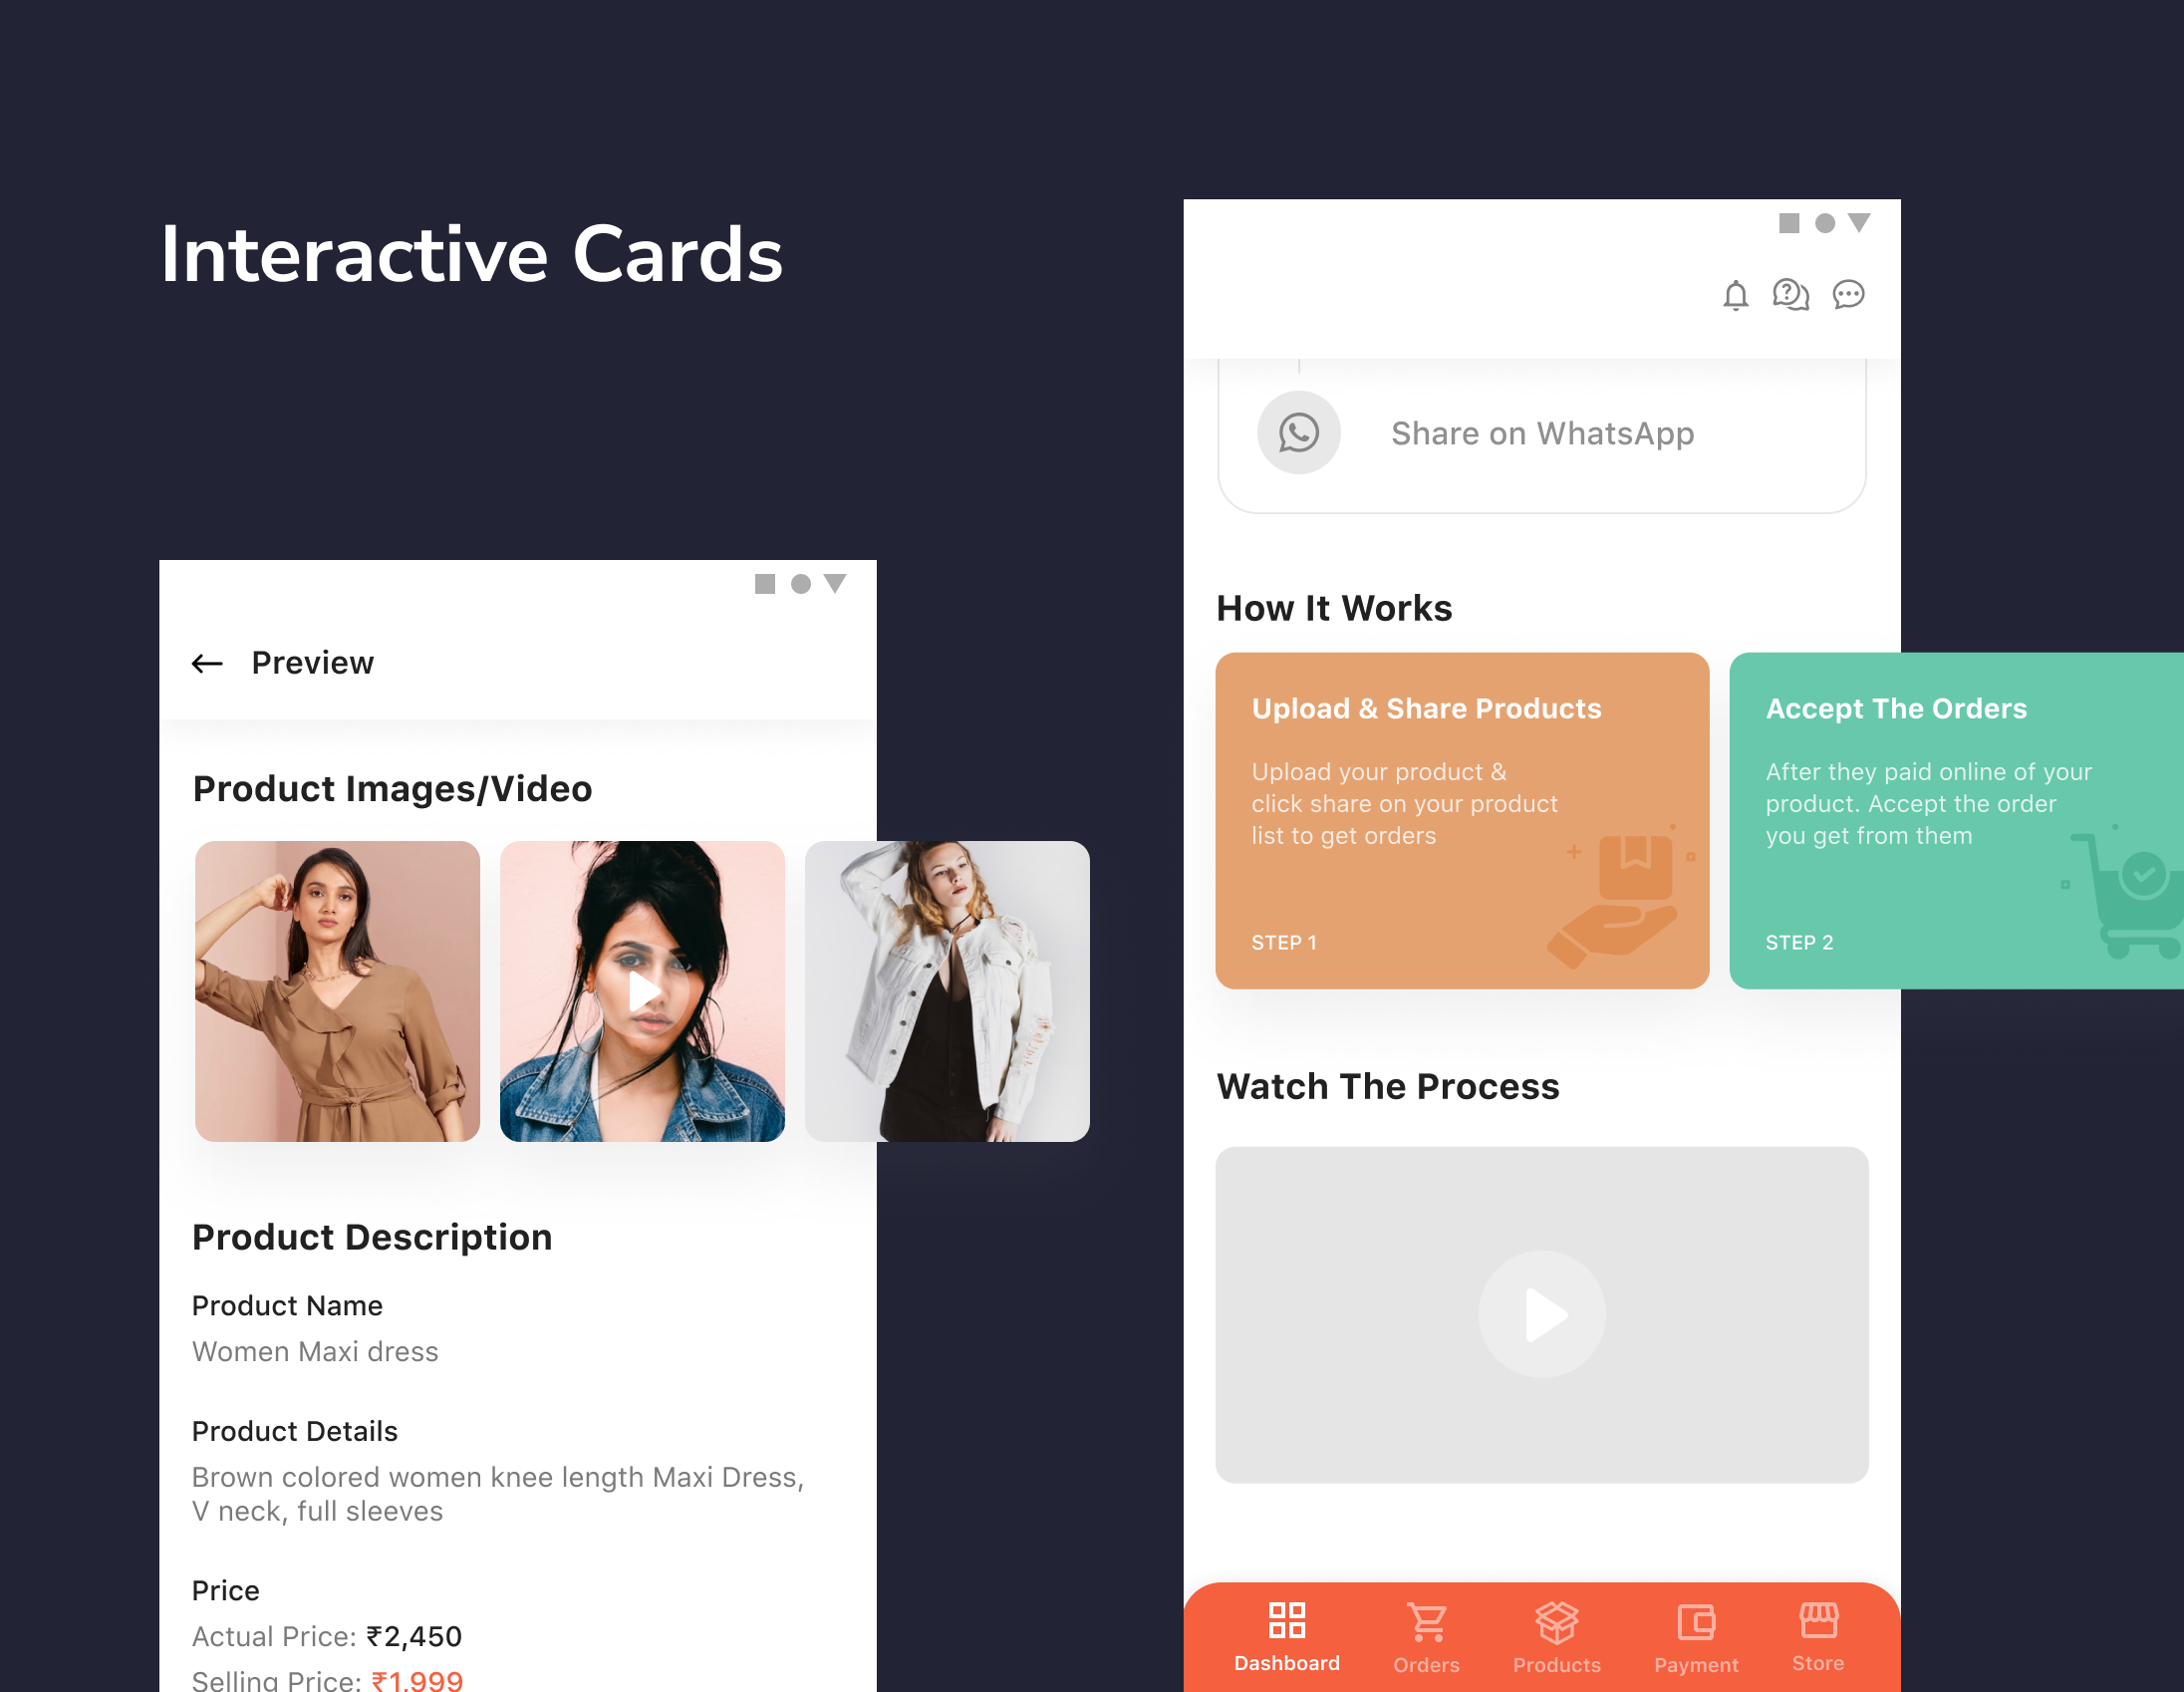 Interactive Cards
Preview
Product Images/Video
Product Description
Product Name
Women Maxi dress
Product Details
Brown colored women knee length Maxi Dress,
V neck, full sleeves
Price
Actual Price: ₹2,450
Selling Price: ₹1,999
Share on WhatsApp
How It Works
Upload & Share Products
Upload your product &
click share on your product
list to get orders
STEP 1
Accept The Orders
After they paid online of your
product. Accept the order
you get from them
STEP 2
Watch The Process
Dashboard
Orders
Products
Payment
Store